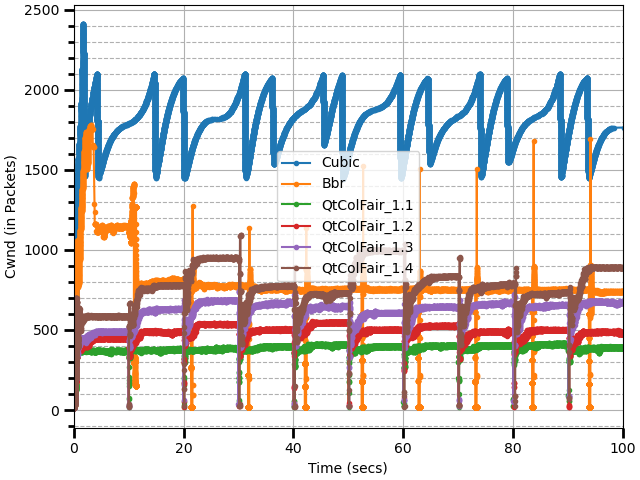 2500
2000
1500
1000
500
0
Cwnd (in Packets)
Cubic
Bbr
QtColFair_1.1
QtColFair_1.2
QtColFair_1.3
QtColFair_1.4
0 20 40 60 80 100
Time (secs)